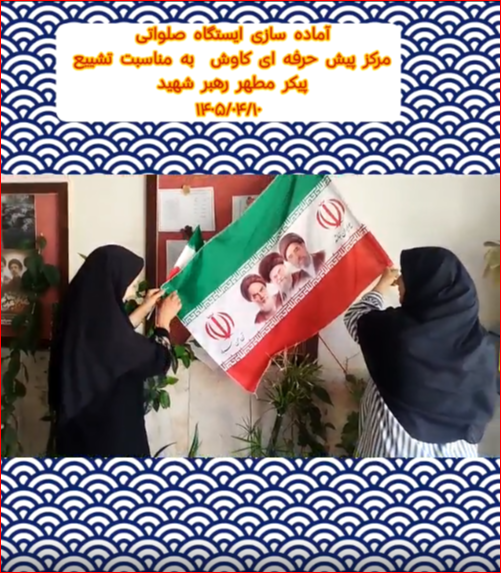 آماده سازی ایستگاه صلواتی
مرکز پیش حرفه ای کاوش به مناسبت تشییع
پیکر مطهر رهبر شهید
۱۴۰۵/۰۴/۱۰